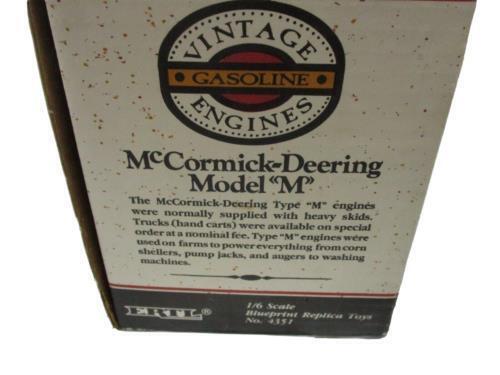 VINTAGE
GASOLINE
ENGINES
McCormick-Deering
Model "M"
The McCormick-Deering Type "M" engines
were normally supplied with heavy skids.
Trucks (hand carts) were available on special
order at a nominal fee. Type "M" engines were
used on farms to power everything from corn
shellers, pump jacks, and augers to washing
machines.
ERTL®
1/6 Scale
Blueprint Replica Toys
No. 4351